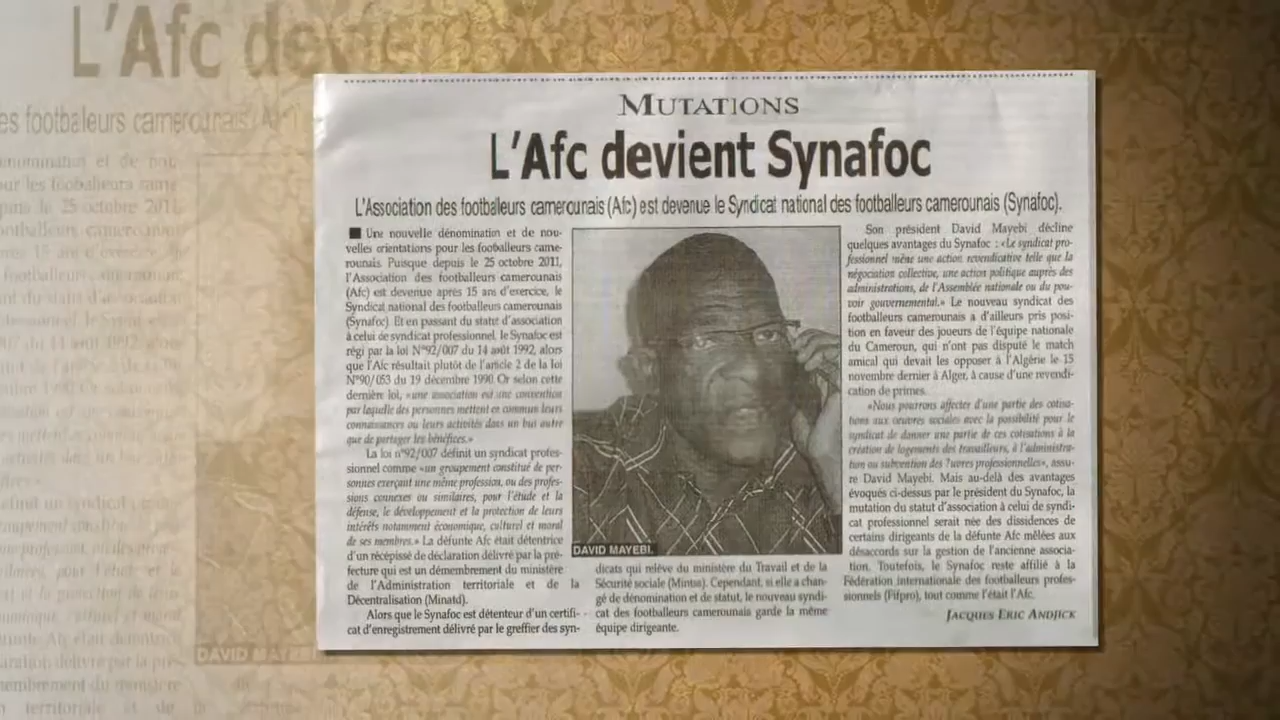 L'Afc devie
es footbaleurs camerounais (Af
MUTATIONS
L'Afc devient Synafoc
L'Association des footballeurs camerounais (Afc) est devenue le Syndicat national des footballeurs camerounais (Synafoc).
■ Une nouvelle dénomination et de nou-
velles orientations pour les footballeurs came-
rounais. Puisque depuis le 25 octobre 2011,
l'Association des footballeurs camerounais
(Afc) est devenue après 15 ans d'exercice, le
Syndicat national des footballeurs camerounais
(Synafoc). Et en passant du statut d'association
à celui de syndicat professionnel, le Synafoc est
régi par la loi N°92/007 du 14 août 1992, alors
que l'Afc résultait plutôt de l'article 2 de la loi
N°90/053 du 19 décembre 1990. Or selon cette
dernière loi, «une association est une convention
par laquelle des personnes mettent en commun leurs
connaissances ou leurs activités dans un but autre
que de partager les bénéfices.»
La loi n°92/007 définit un syndicat profes-
sionnel comme «un groupement constitué de per-
sonnes exerçant une même profession, ou des profes-
sions connexes ou similaires, pour l'étude et la
défense, le développement et la protection de leurs
intérêts notamment économique, culturel et moral
de ses membres.» La défunte Afc était détentrice
d'un récépissé de déclaration délivré par la pré-
fecture qui est un démembrement du ministère
de l'Administration territoriale et de la
Décentralisation (Minatd).
Alors que le Synafoc est détenteur d'un certifi-
cat d'enregistrement délivré par le greffier des syn-
DAVID MAYEBI.
dicats qui relève du ministère du Travail et de la
Sécurité sociale (Mintss). Cependant, si elle a chan-
gé de dénomination et de statut, le nouveau syndi-
cat des footballeurs camerounais garde la même
équipe dirigeante.
Son président David Mayebi décline
quelques avantages du Synafoc : «Le syndicat pro-
fessionnel mène une action revendicative telle que la
négociation collective, une action politique auprès des
administrations, de l'Assemblée nationale ou du pou-
voir gouvernemental.» Le nouveau syndicat des
footballeurs camerounais a d'ailleurs pris posi-
tion en faveur des joueurs de l'équipe nationale
du Cameroun, qui n'ont pas disputé le match
amical qui devait les opposer à l'Algérie le 15
novembre dernier à Alger, à cause d'une revendi-
cation de primes.
«Nous pourrons affecter d'une partie des cotisa-
tions aux oeuvres sociales avec la possibilité pour le
syndicat de donner une partie de ces cotisations à la
création de logements des travailleurs, à l'administra-
tion ou subvention des ?uvres professionnelles», assu-
re David Mayebi. Mais au-delà des avantages
évoqués ci-dessus par le président du Synafoc, la
mutation du statut d'association à celui de syndi-
cat professionnel serait née des dissidences de
certains dirigeants de la défunte Afc mêlées aux
désaccords sur la gestion de l'ancienne associa-
tion. Toutefois, le Synafoc reste affilié à la
Fédération internationale des footballeurs profes-
sionnels (Fifpro), tout comme l'était l'Afc.
JACQUES ERIC ANDJICK